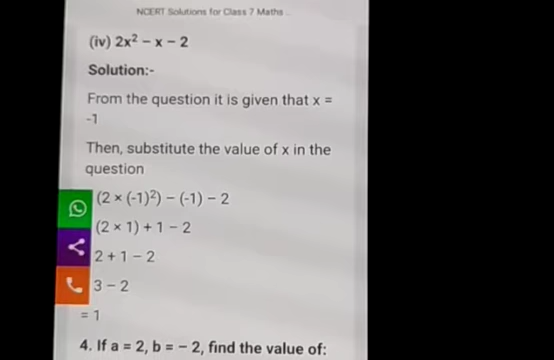 NCERT Solutions for Class 7 Maths ...
(iv) 2x² – x – 2
Solution:-
From the question it is given that x =
-1
Then, substitute the value of x in the
question
(2 × (-1)²) – (-1) – 2
(2 × 1) + 1 – 2
2 + 1 – 2
3 – 2
= 1
4. If a = 2, b = – 2, find the value of: